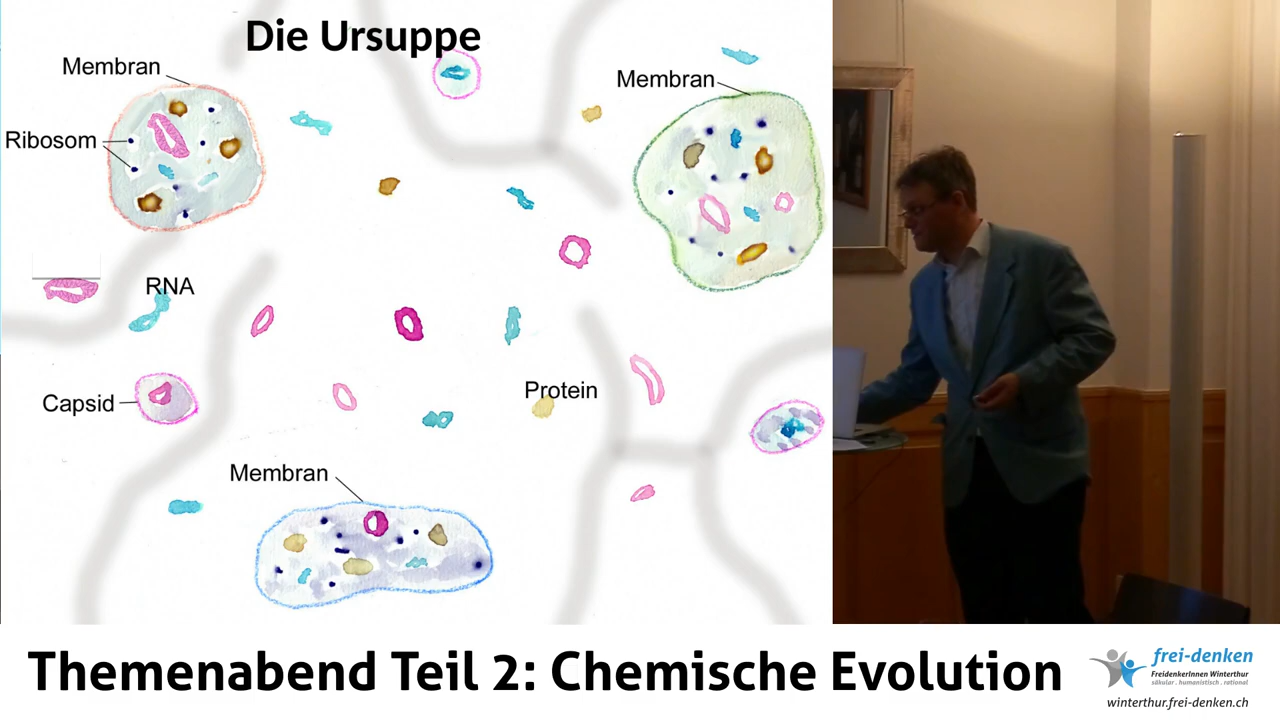 Die Ursuppe
Membran
Membran
Ribosom
RNA
Capsid
Protein
Membran
Themenabend Teil 2: Chemische Evolution
frei-denken
FreidenkerInnen Winterthur
säkular . humanistisch . rational
winterthur.frei-denken.ch